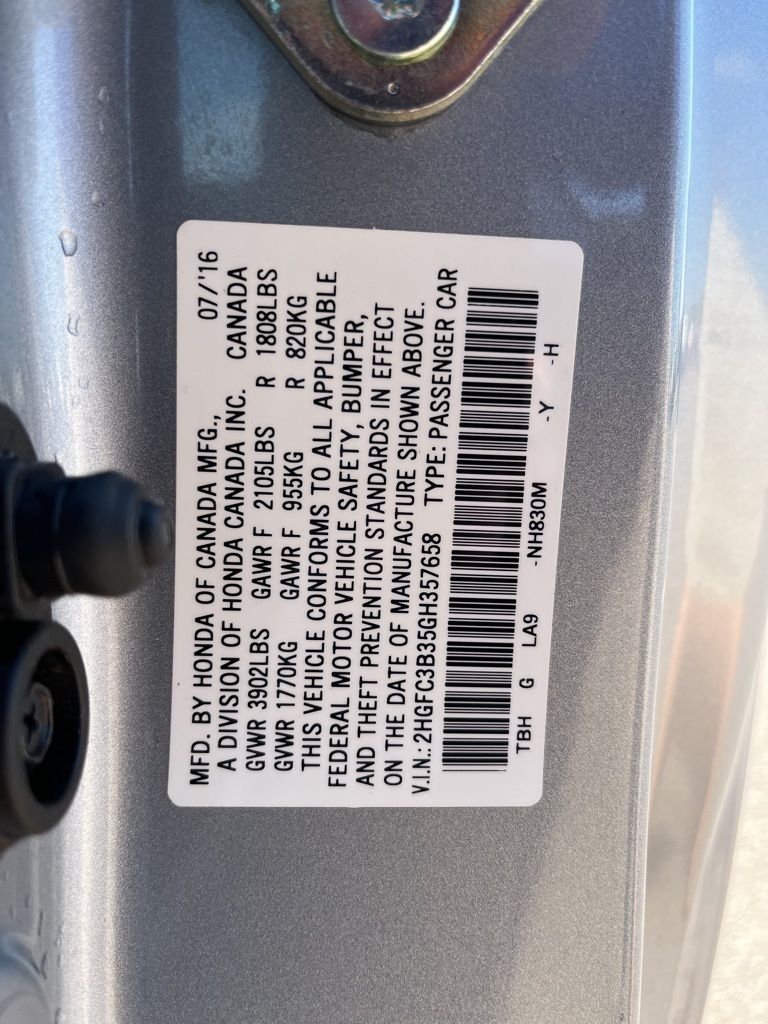 MFD. BY HONDA OF CANADA MFG., 07/'16
A DIVISION OF HONDA CANADA INC. CANADA
GVWR 3902LBS GAWR F 2105LBS R 1808LBS
GVWR 1770KG GAWR F 955KG R 820KG
THIS VEHICLE CONFORMS TO ALL APPLICABLE
FEDERAL MOTOR VEHICLE SAFETY, BUMPER,
AND THEFT PREVENTION STANDARDS IN EFFECT
ON THE DATE OF MANUFACTURE SHOWN ABOVE.
V.I.N.: 2HGFC3B35GH357658 TYPE: PASSENGER CAR
TBH G LA9 -NH830M -Y -H